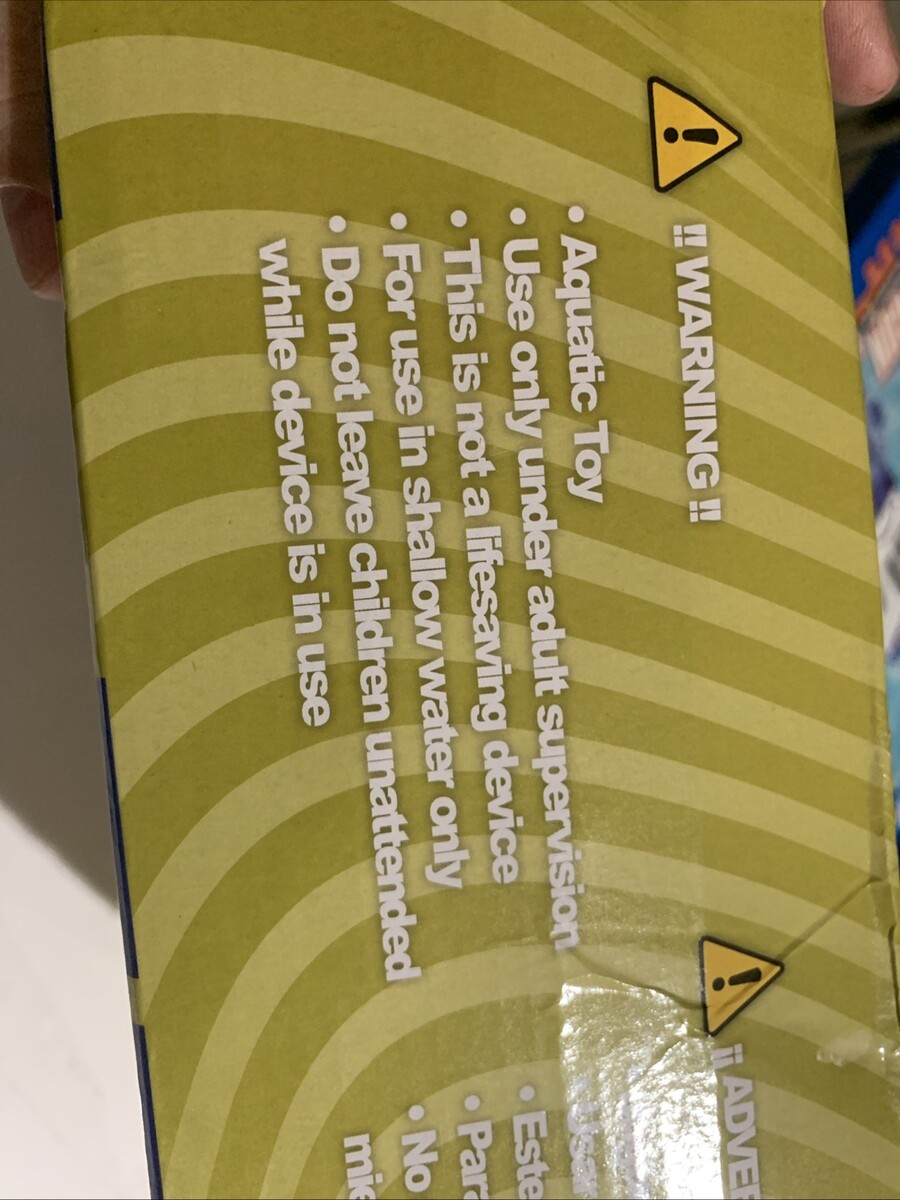 !! WARNING !!
• Aquatic Toy
• Use only under adult supervision
• This is not a lifesaving device
• For use in shallow water only
• Do not leave children unattended
while device is in use
¡¡ ADVER
• Este
• Para
• No
mie